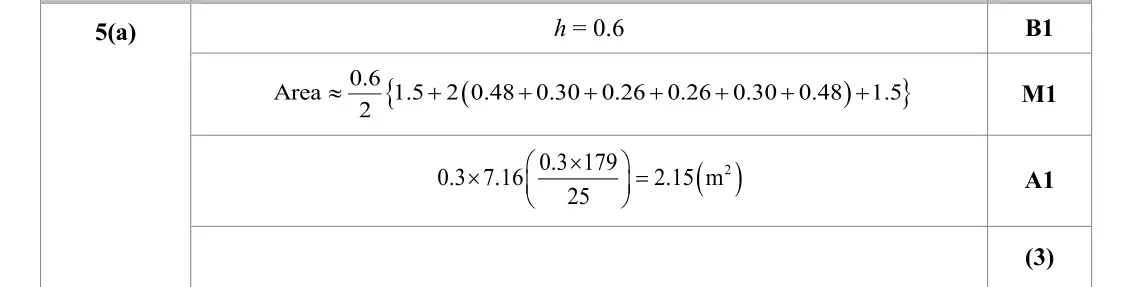 5(a) h = 0.6 B1
Area ≈ 0.6/2 {1.5 + 2(0.48 + 0.30 + 0.26 + 0.26 + 0.30 + 0.48) + 1.5} M1
0.3 × 7.16 (0.3 × 179/25) = 2.15 (m²) A1
(3)